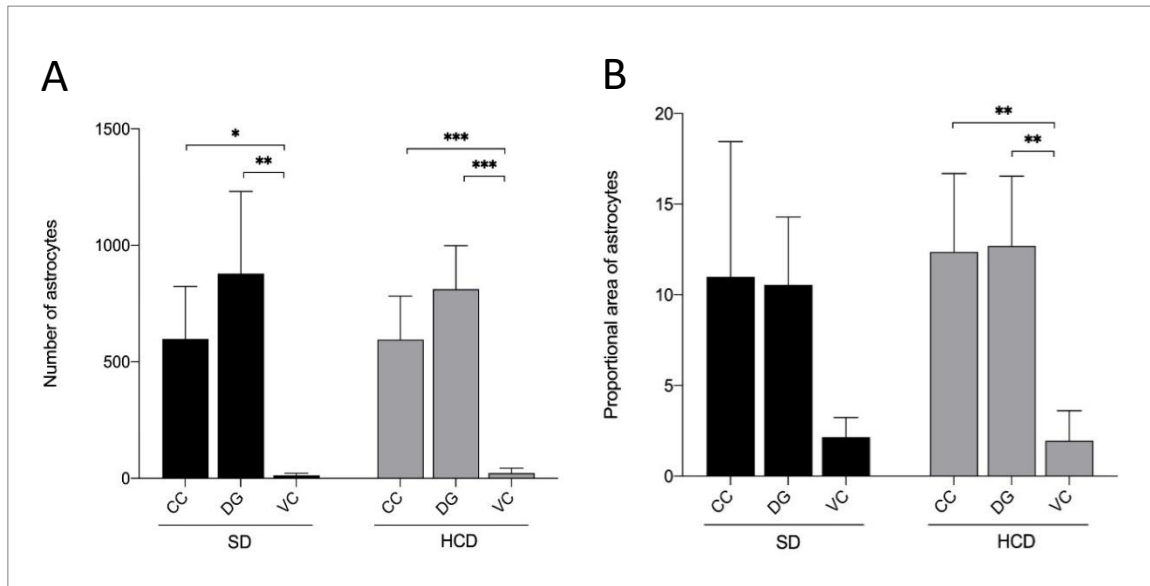 A
Number of astrocytes
1500
1000
500
0
*
**
***
***
CC DG VC
CC DG VC
SD HCD
B
Proportional area of astrocytes
20
15
10
5
0
**
**
CC DG VC
CC DG VC
SD HCD